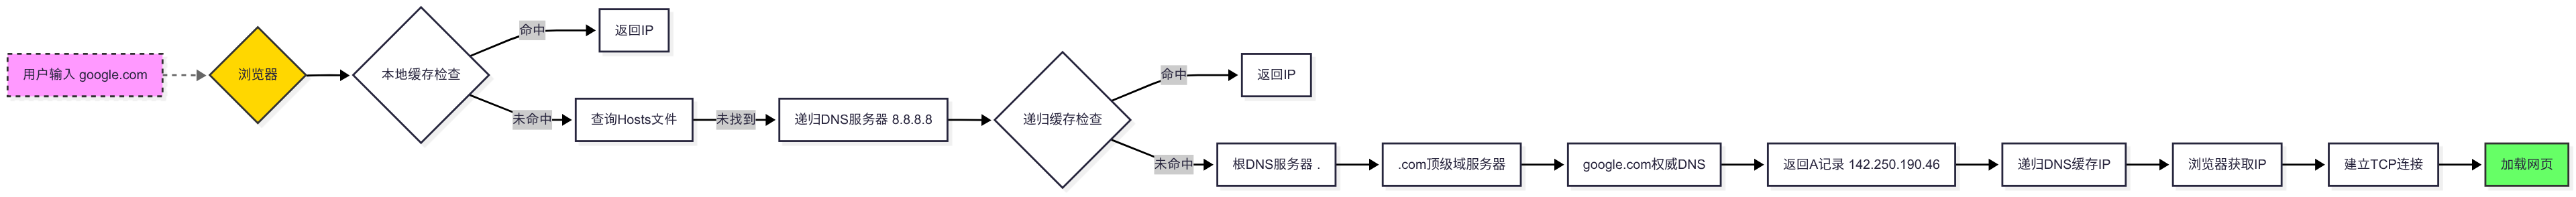 用户输入 google.com
浏览器
本地缓存检查
命中
返回IP
未命中
查询Hosts文件
未找到
递归DNS服务器 8.8.8.8
递归缓存检查
命中
返回IP
未命中
根DNS服务器 .
.com顶级域服务器
google.com权威DNS
返回A记录 142.250.190.46
递归DNS缓存IP
浏览器获取IP
建立TCP连接
加载网页